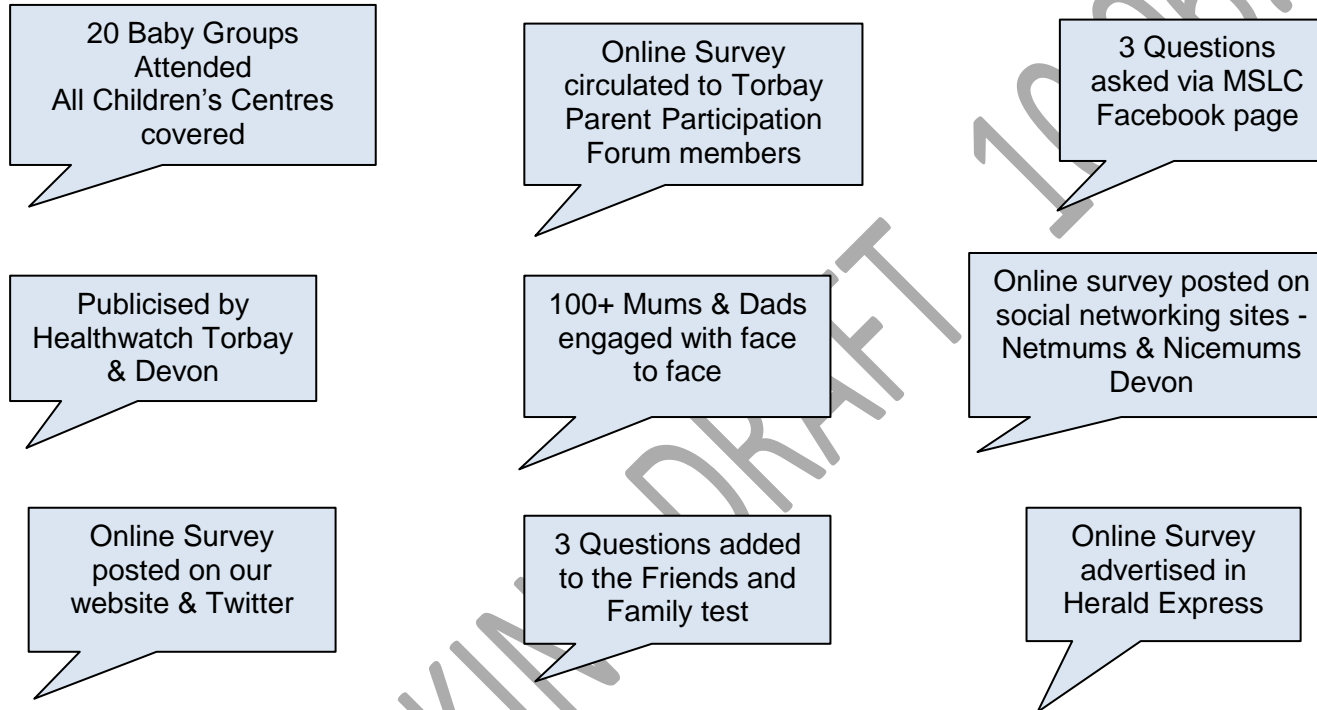 20 Baby Groups
Attended
All Children's Centres
covered
Online Survey
circulated to Torbay
Parent Participation
Forum members
3 Questions
asked via MSLC
Facebook page
Publicised by
Healthwatch Torbay
& Devon
100+ Mums & Dads
engaged with face
to face
Online survey posted on
social networking sites -
Netmums & Nicemums
Devon
Online Survey
posted on our
website & Twitter
3 Questions added
to the Friends and
Family test
Online Survey
advertised in
Herald Express
DRAFT